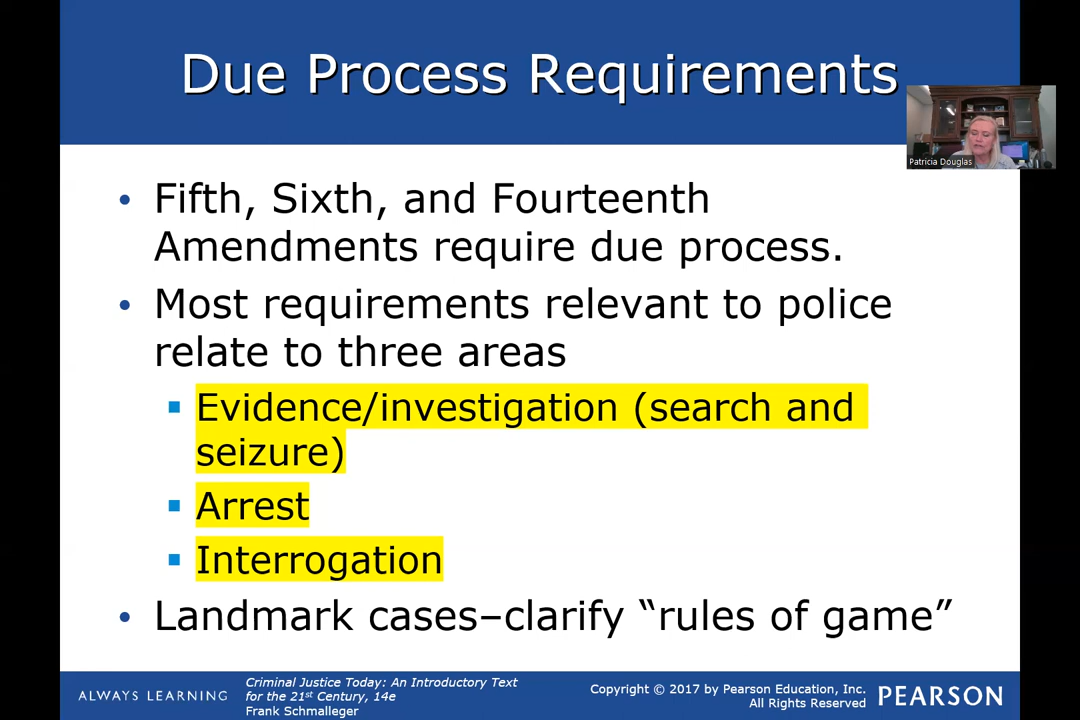 Due Process Requirements
Patricia Douglas
• Fifth, Sixth, and Fourteenth
Amendments require due process.
• Most requirements relevant to police
relate to three areas
▪ Evidence/investigation (search and
seizure)
▪ Arrest
▪ Interrogation
• Landmark cases–clarify “rules of game”
ALWAYS LEARNING
Criminal Justice Today: An Introductory Text
for the 21st Century, 14e
Frank Schmalleger
Copyright © 2017 by Pearson Education, Inc.
All Rights Reserved
PEARSON